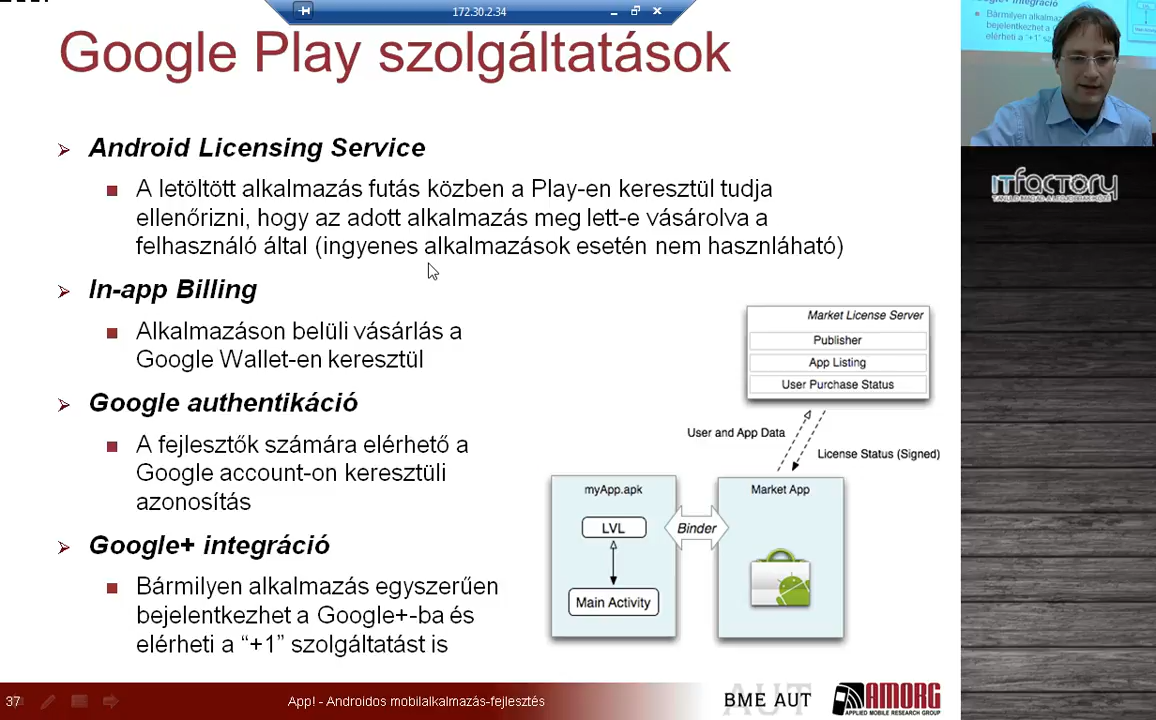 172.30.2.34
Google Play szolgáltatások
Android Licensing Service
A letöltött alkalmazás futás közben a Play-en keresztül tudja
ellenőrizni, hogy az adott alkalmazás meg lett-e vásárolva a
felhasználó által (ingyenes alkalmazások esetén nem hasznláható)
In-app Billing
Alkalmazáson belüli vásárlás a
Google Wallet-en keresztül
Google authentikáció
A fejlesztők számára elérhető a
Google account-on keresztüli
azonosítás
Google+ integráció
Bármilyen alkalmazás egyszerűen
bejelentkezhet a Google+-ba és
elérheti a “+1” szolgáltatást is
Market License Server
Publisher
App Listing
User Purchase Status
User and App Data
License Status (Signed)
myApp.apk
LVL
Main Activity
Binder
Market App
37
App! - Androidos mobilalkalmazás-fejlesztés
AUT
BME AUT
AMORG
APPLIED MOBILE RESEARCH GROUP
ITfactory